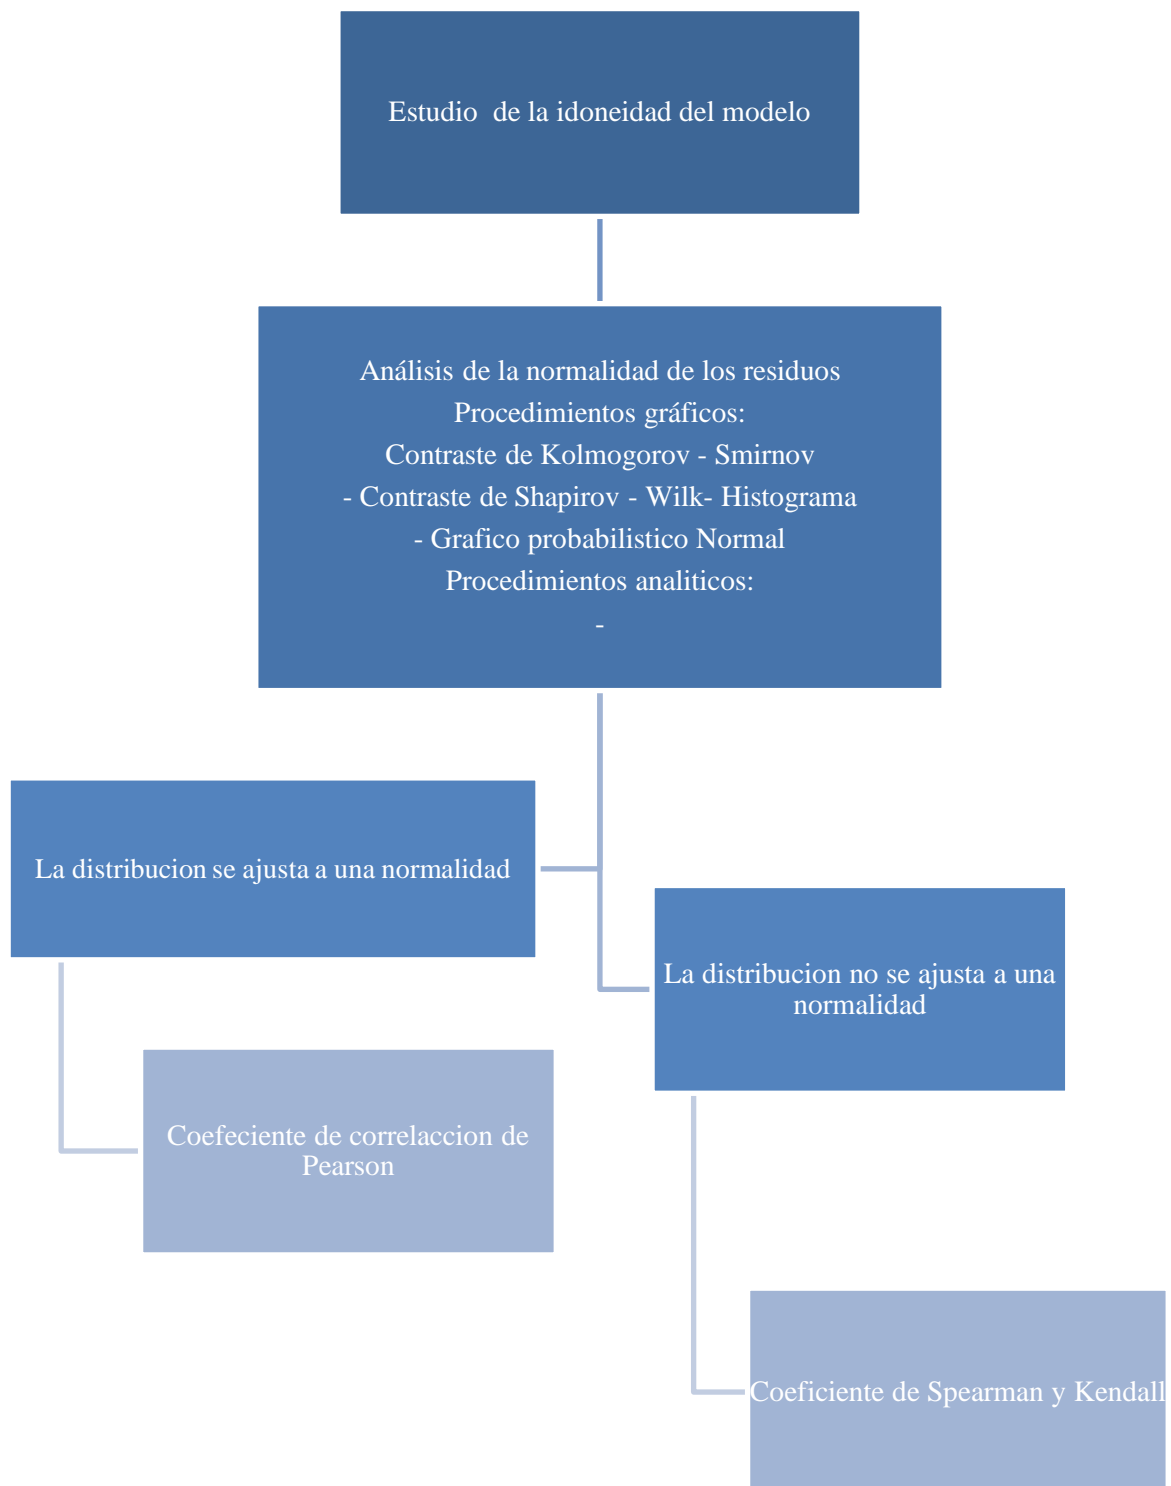 Estudio de la idoneidad del modelo
Análisis de la normalidad de los residuos
Procedimientos gráficos:
Contraste de Kolmogorov - Smirnov
- Contraste de Shapirov - Wilk- Histograma
- Grafico probabilistico Normal
Procedimientos analiticos:
-
La distribucion se ajusta a una normalidad
La distribucion no se ajusta a una
normalidad
Coefeciente de correlaccion de
Pearson
Coeficiente de Spearman y Kendall